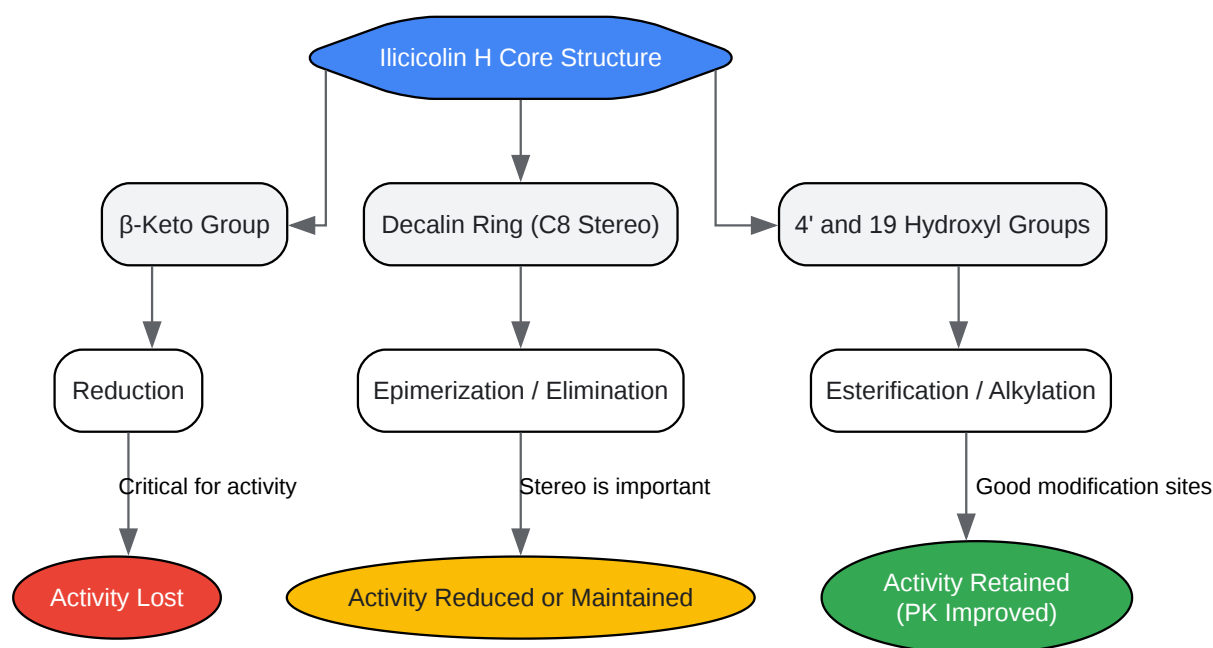 Ilicicolin H Core Structure
β-Keto Group
Decalin Ring (C8 Stereo)
4' and 19 Hydroxyl Groups
Reduction
Epimerization / Elimination
Esterification / Alkylation
Critical for activity
Stereo is important
Good modification sites
Activity Lost
Activity Reduced or Maintained
Activity Retained
(PK Improved)